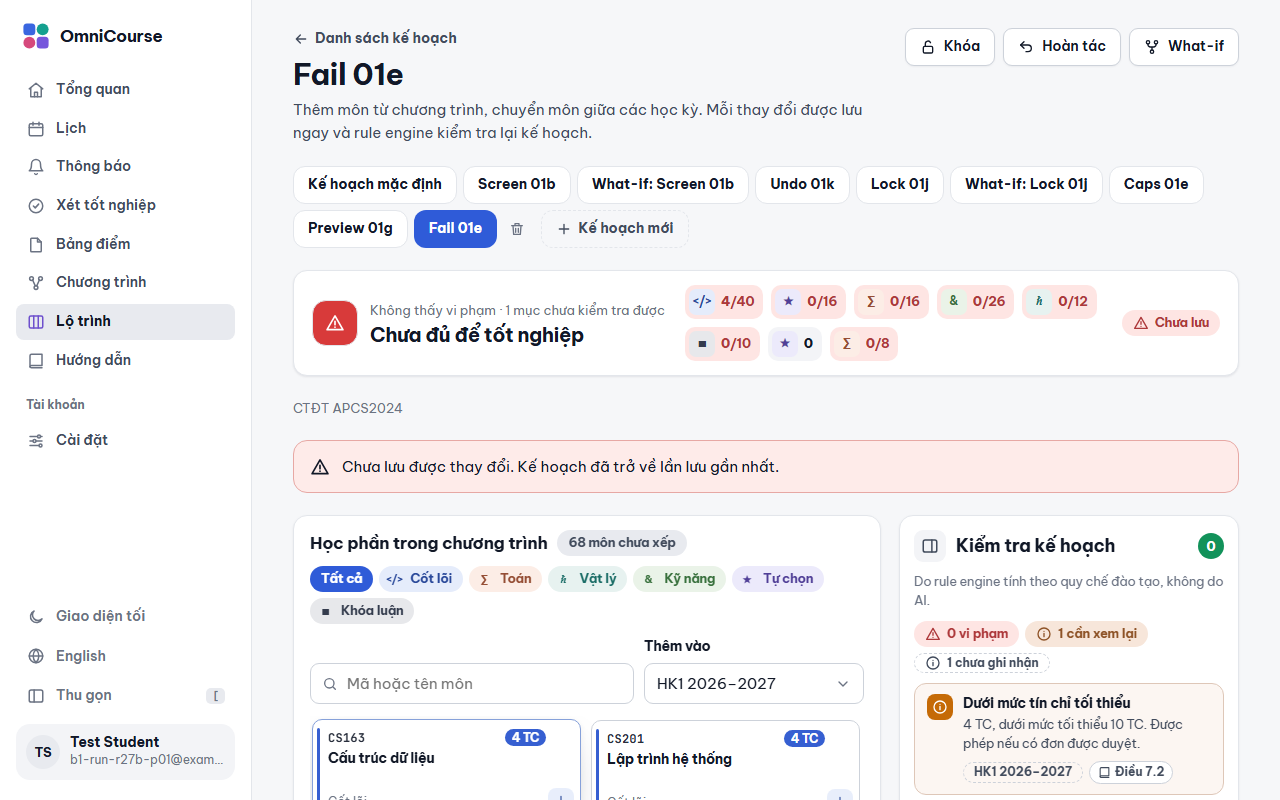 OmniCourse
Tổng quan
Lịch
Thông báo
Xét tốt nghiệp
Bảng điểm
Chương trình
Lộ trình
Hướng dẫn
Tài khoản
Cài đặt
Giao diện tối
English
Thu gọn [
TS Test Student
b1-run-r27b-p01@exam...
← Danh sách kế hoạch
Khóa
Hoàn tác
What-if
Fail 01e
Thêm môn từ chương trình, chuyển môn giữa các học kỳ. Mỗi thay đổi được lưu
ngay và rule engine kiểm tra lại kế hoạch.
Kế hoạch mặc định
Screen 01b
What-if: Screen 01b
Undo 01k
Lock 01j
What-if: Lock 01j
Caps 01e
Preview 01g
Fail 01e
+ Kế hoạch mới
Không thấy vi phạm · 1 mục chưa kiểm tra được
Chưa đủ để tốt nghiệp
</> 4/40
★ 0/16
∑ 0/16
& 0/26
ℏ 0/12
■ 0/10
★ 0
∑ 0/8
Chưa lưu
CTĐT APCS2024
Chưa lưu được thay đổi. Kế hoạch đã trở về lần lưu gần nhất.
Học phần trong chương trình 68 môn chưa xếp
Tất cả
</> Cốt lõi
∑ Toán
ℏ Vật lý
& Kỹ năng
★ Tự chọn
■ Khóa luận
Thêm vào
Mã hoặc tên môn
HK1 2026–2027
CS163 4 TC
Cấu trúc dữ liệu
Cốt lõi +
CS201 4 TC
Lập trình hệ thống
Cốt lõi +
Kiểm tra kế hoạch 0
Do rule engine tính theo quy chế đào tạo, không do
AI.
0 vi phạm
1 cần xem lại
1 chưa ghi nhận
Dưới mức tín chỉ tối thiểu
4 TC, dưới mức tối thiểu 10 TC. Được
phép nếu có đơn được duyệt.
HK1 2026–2027
Điều 7.2